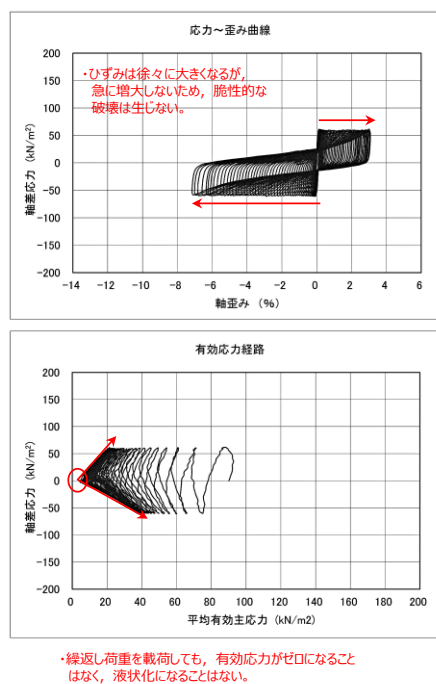 応力～歪み曲線
・ひずみは徐々に大きくなるが，
急に増大しないため，脆性的な
破壊は生じない。
軸差応力（kN/m²）
200
150
100
50
0
−50
−100
−150
−200
−14 −12 −10 −8 −6 −4 −2 0 2 4 6
軸歪み （%）
有効応力経路
軸差応力（kN/m²）
200
150
100
50
0
−50
−100
−150
−200
0 20 40 60 80 100 120 140 160 180 200
平均有効主応力（kN/m2）
・繰返し荷重を載荷しても，有効応力がゼロになること
はなく，液状化になることはない。